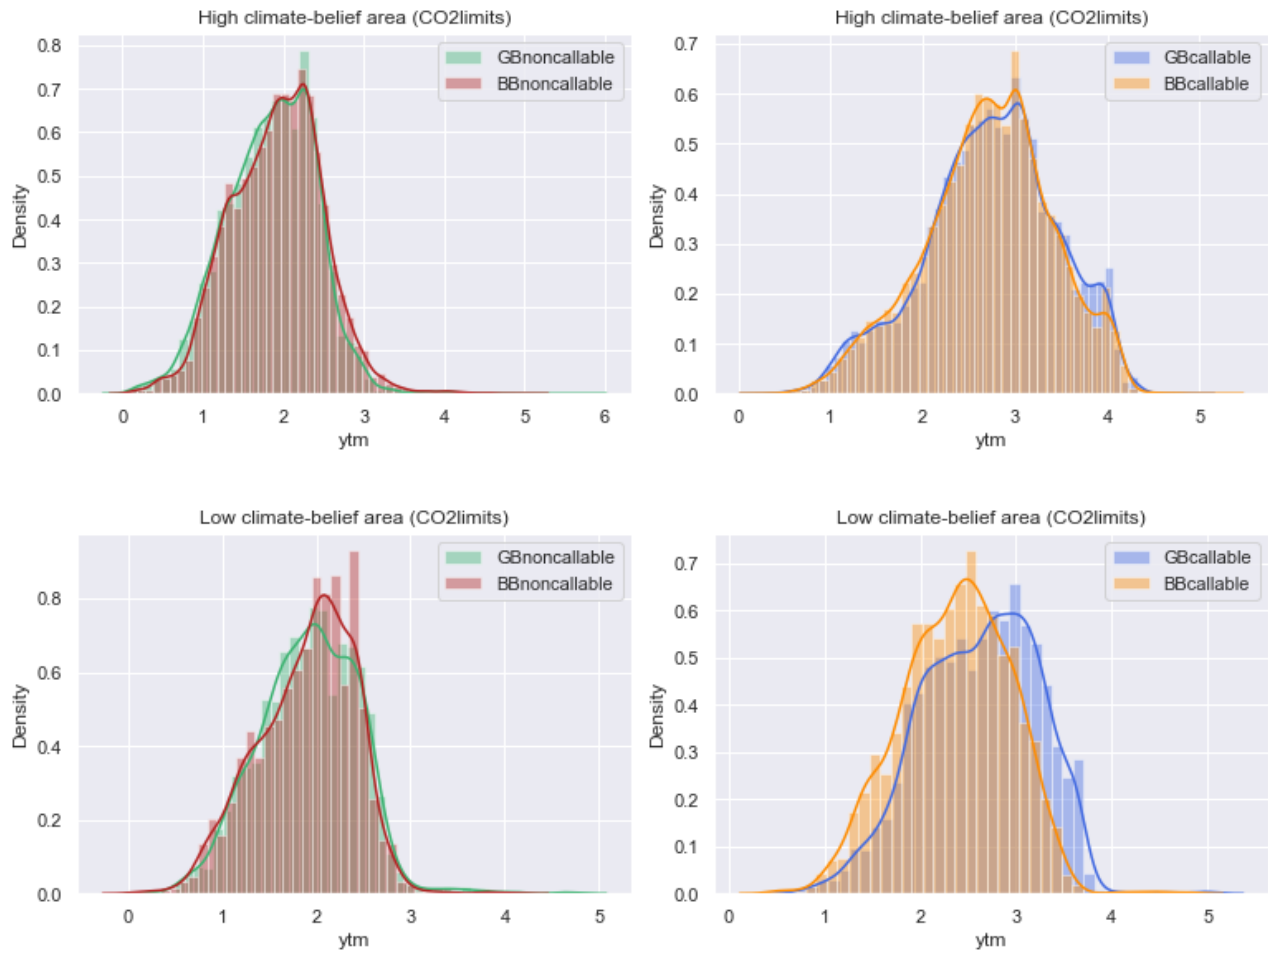 High climate-belief area (CO2limits)
0.8
0.7
0.6
0.5
0.4
0.3
0.2
0.1
0.0
Density
GBnoncallable
BBnoncallable
0 1 2 3 4 5 6
ytm
High climate-belief area (CO2limits)
0.7
0.6
0.5
0.4
0.3
0.2
0.1
0.0
Density
GBcallable
BBcallable
0 1 2 3 4 5
ytm
Low climate-belief area (CO2limits)
0.8
0.6
0.4
0.2
0.0
Density
GBnoncallable
BBnoncallable
0 1 2 3 4 5
ytm
Low climate-belief area (CO2limits)
0.7
0.6
0.5
0.4
0.3
0.2
0.1
0.0
Density
GBcallable
BBcallable
0 1 2 3 4 5
ytm